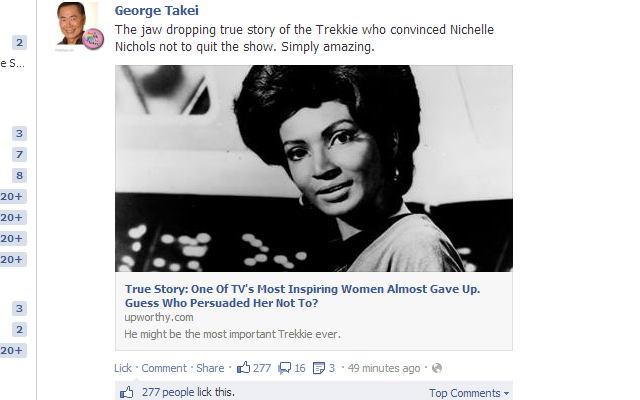 George Takei
The jaw dropping true story of the Trekkie who convinced Nichelle
Nichols not to quit the show. Simply amazing.
2
e S...
3
7
8
20+
20+
20+
20+
3
2
20+
True Story: One Of TV's Most Inspiring Women Almost Gave Up.
Guess Who Persuaded Her Not To?
upworthy.com
He might be the most important Trekkie ever.
Lick · Comment · Share · 277 16 3 · 49 minutes ago ·
277 people lick this. Top Comments